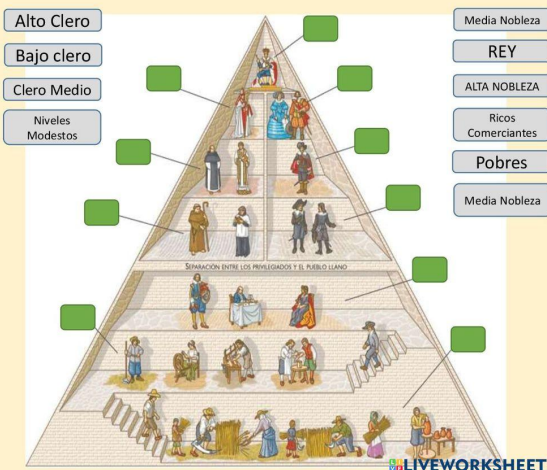 Alto Clero
Bajo clero
Clero Medio
Niveles
Modestos
Media Nobleza
REY
ALTA NOBLEZA
Ricos
Comerciantes
Pobres
Media Nobleza
SEPARACIÓN ENTRE LOS PRIVILEGIADOS Y EL PUEBLO LLANO
LIVEWORKSHEET